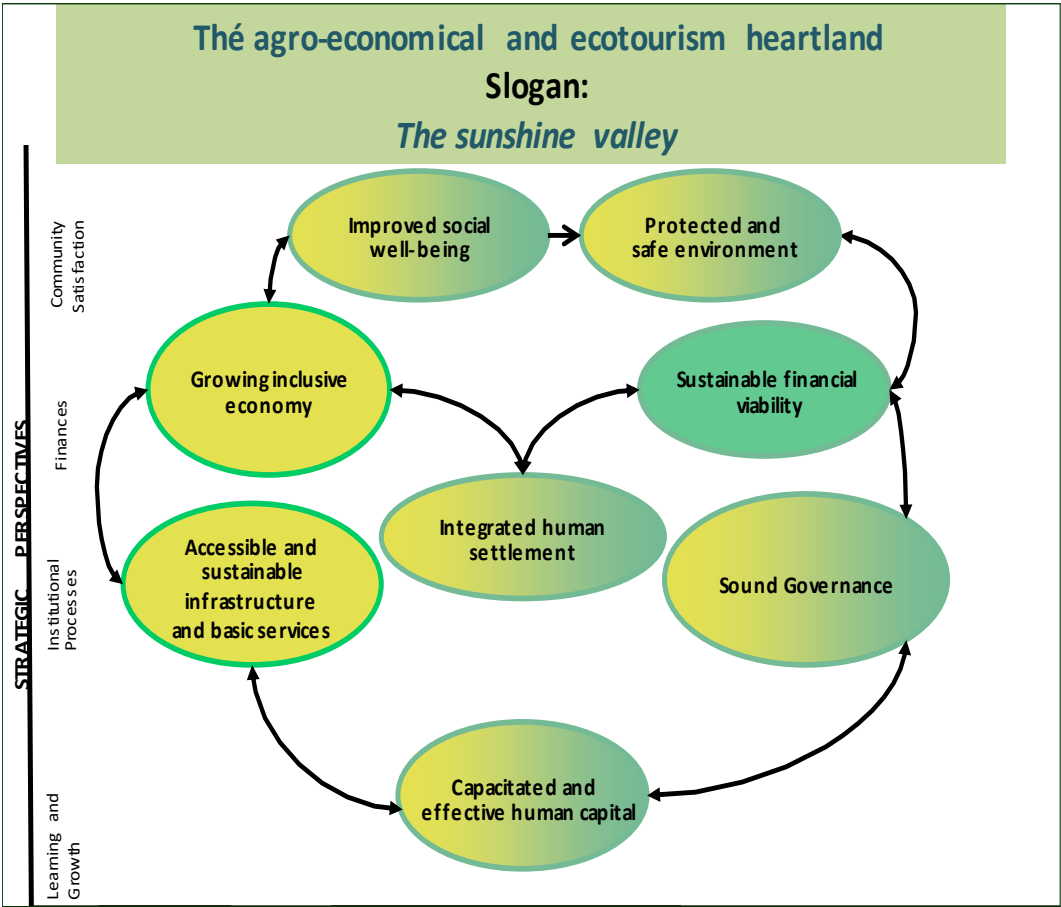 Thé agro-economical and ecotourism heartland
Slogan:
The sunshine valley
STRATEGIC PERSPECTIVES
Community
Satisfaction
Finances
Institutional
Processes
Learning and
Growth
Improved social
well-being
Protected and
safe environment
Growing inclusive
economy
Sustainable financial
viability
Integrated human
settlement
Accessible and
sustainable
infrastructure
and basic services
Sound Governance
Capacitated and
effective human capital